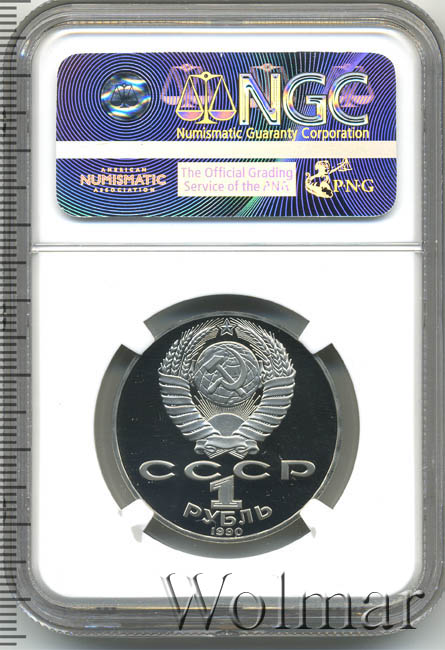 NGC
Numismatic Guaranty Corporation
AMERICAN
NUMISMATIC
ASSOCIATION
The Official Grading
Service of the ANA
PNG
СССР
1
РУБЛЬ
1990
Wolmar